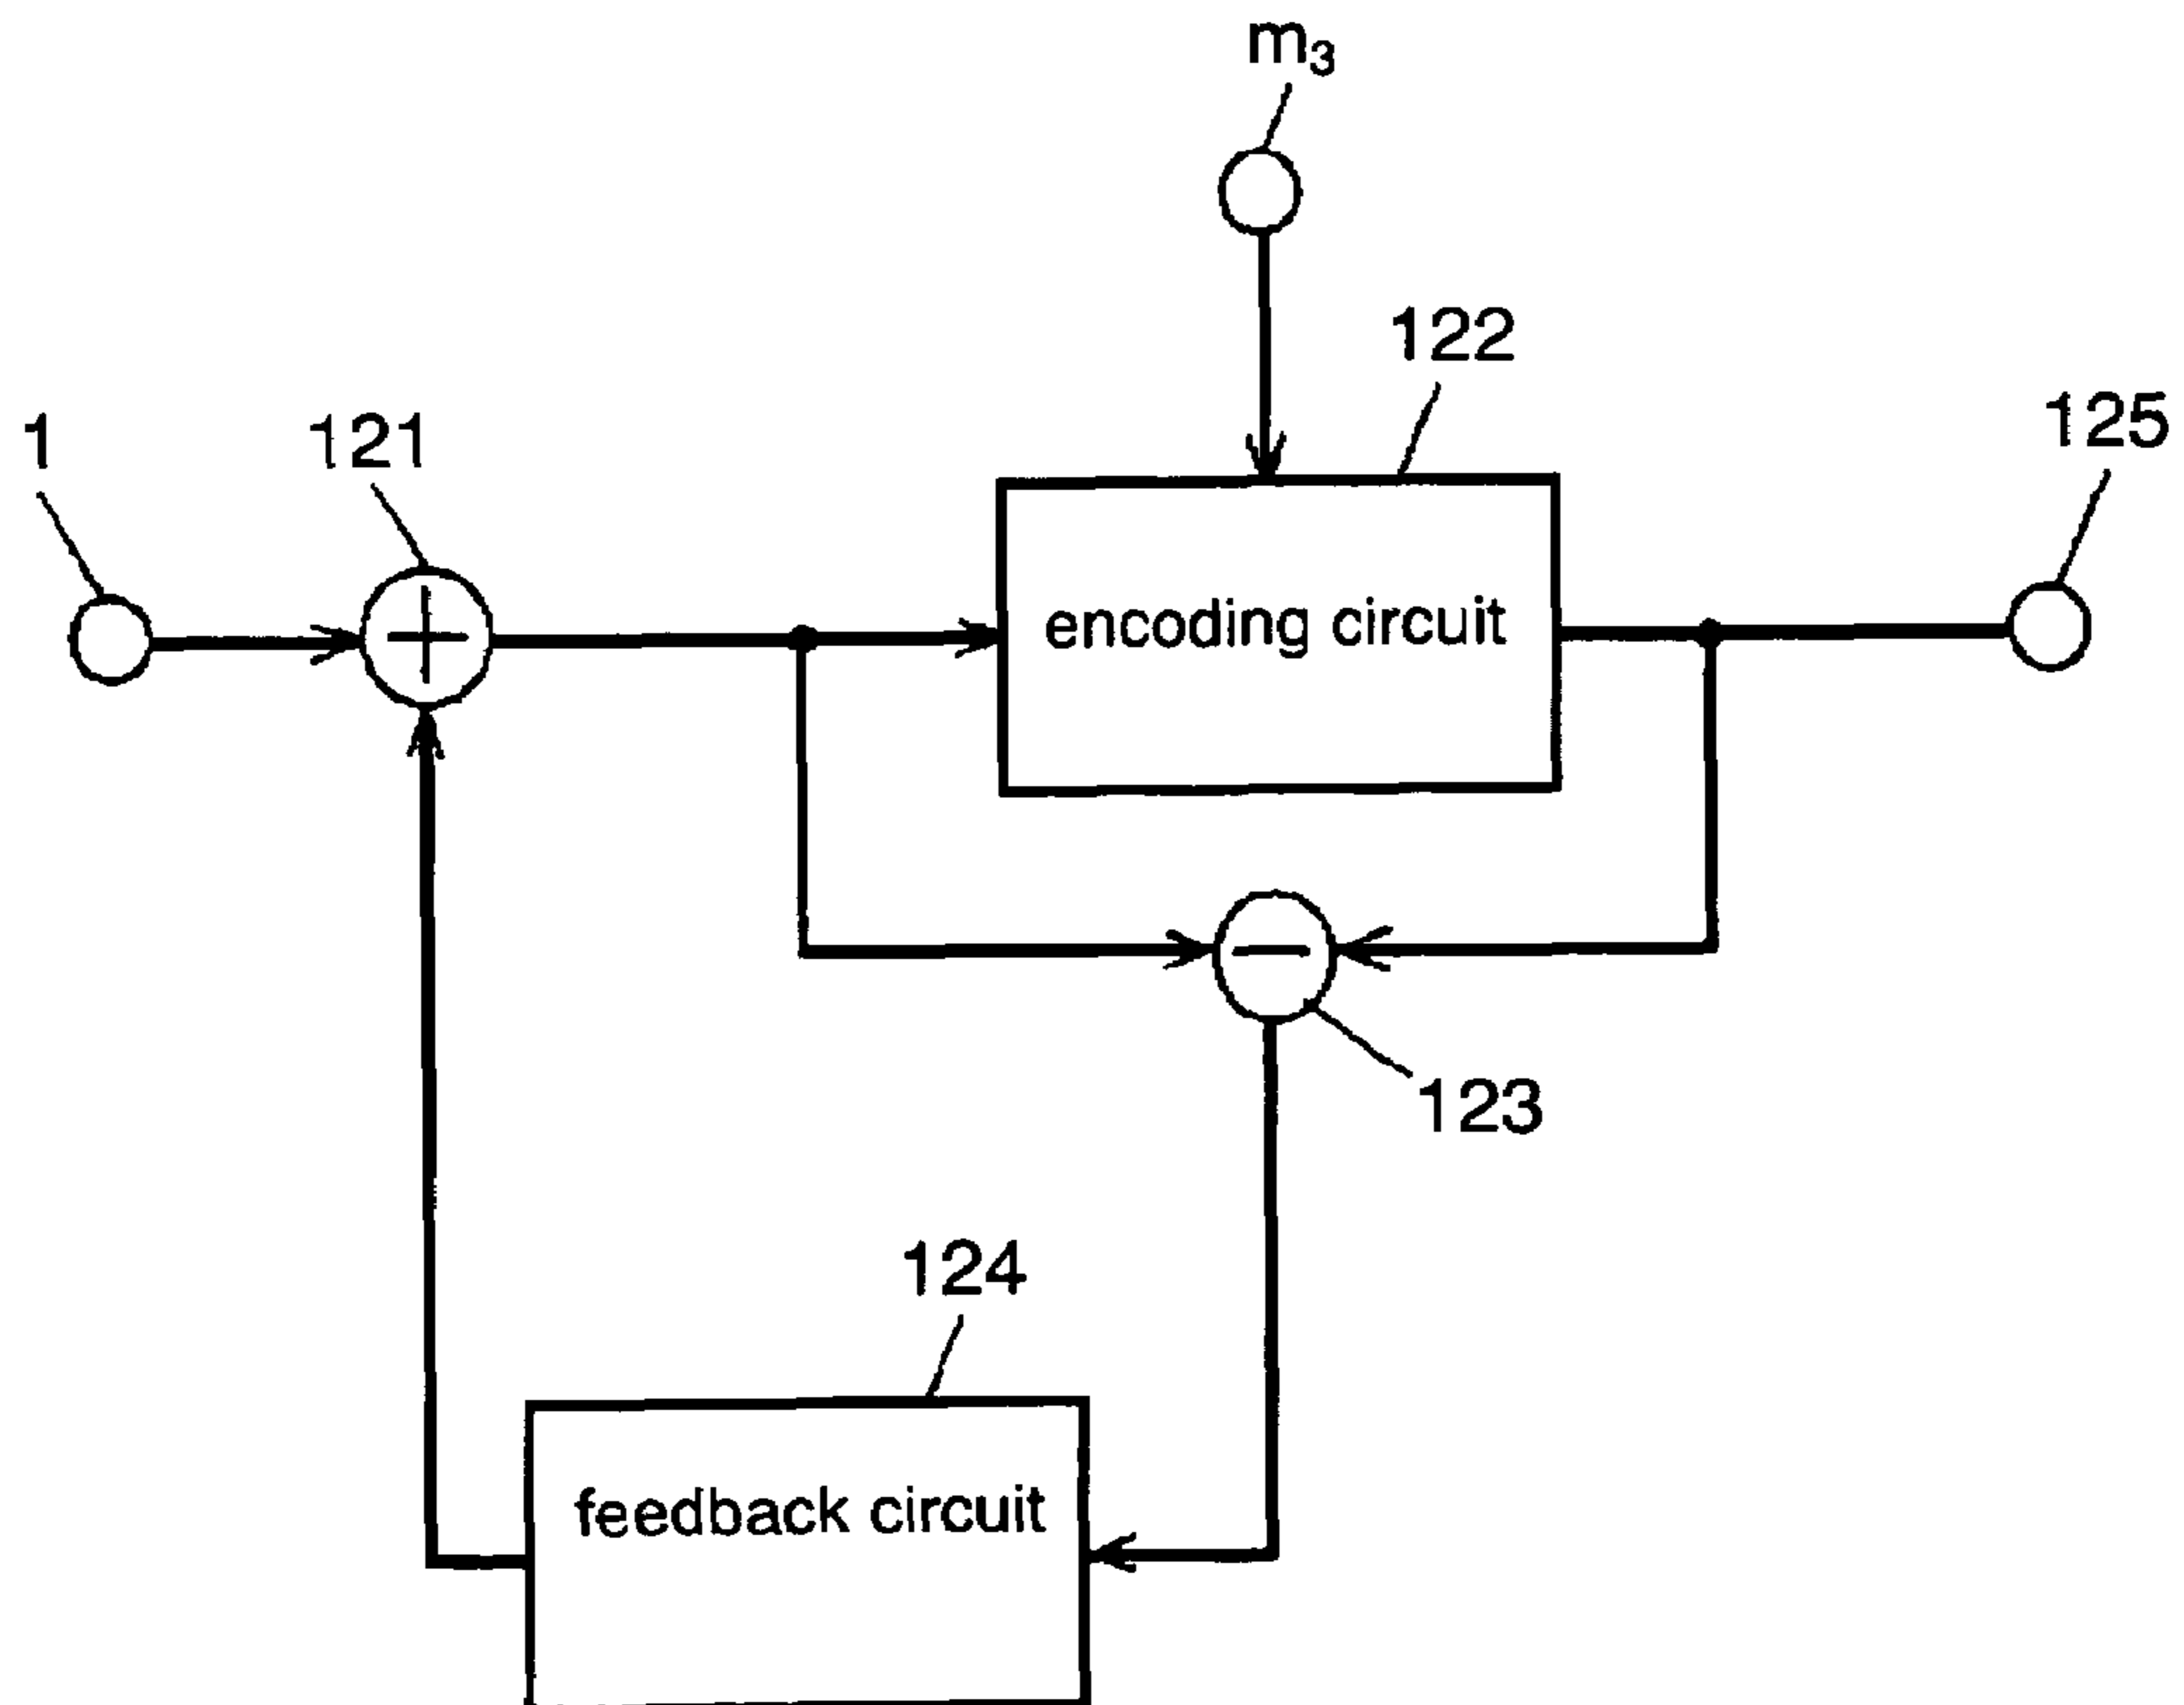 m₃
122
1
121
125
encoding circuit
123
124
feedback circuit